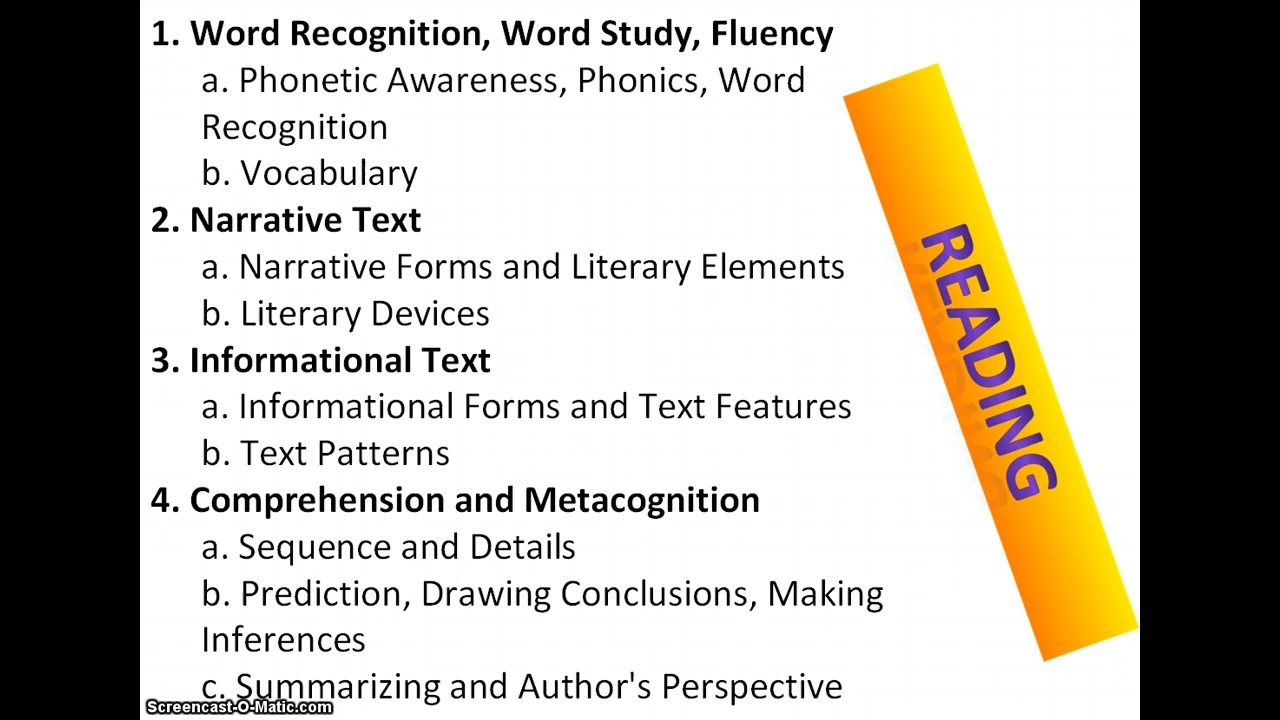 1. Word Recognition, Word Study, Fluency
a. Phonetic Awareness, Phonics, Word
Recognition
b. Vocabulary
2. Narrative Text
a. Narrative Forms and Literary Elements
b. Literary Devices
3. Informational Text
a. Informational Forms and Text Features
b. Text Patterns
4. Comprehension and Metacognition
a. Sequence and Details
b. Prediction, Drawing Conclusions, Making
Inferences
c. Summarizing and Author's Perspective
READING
Screencast-O-Matic.com